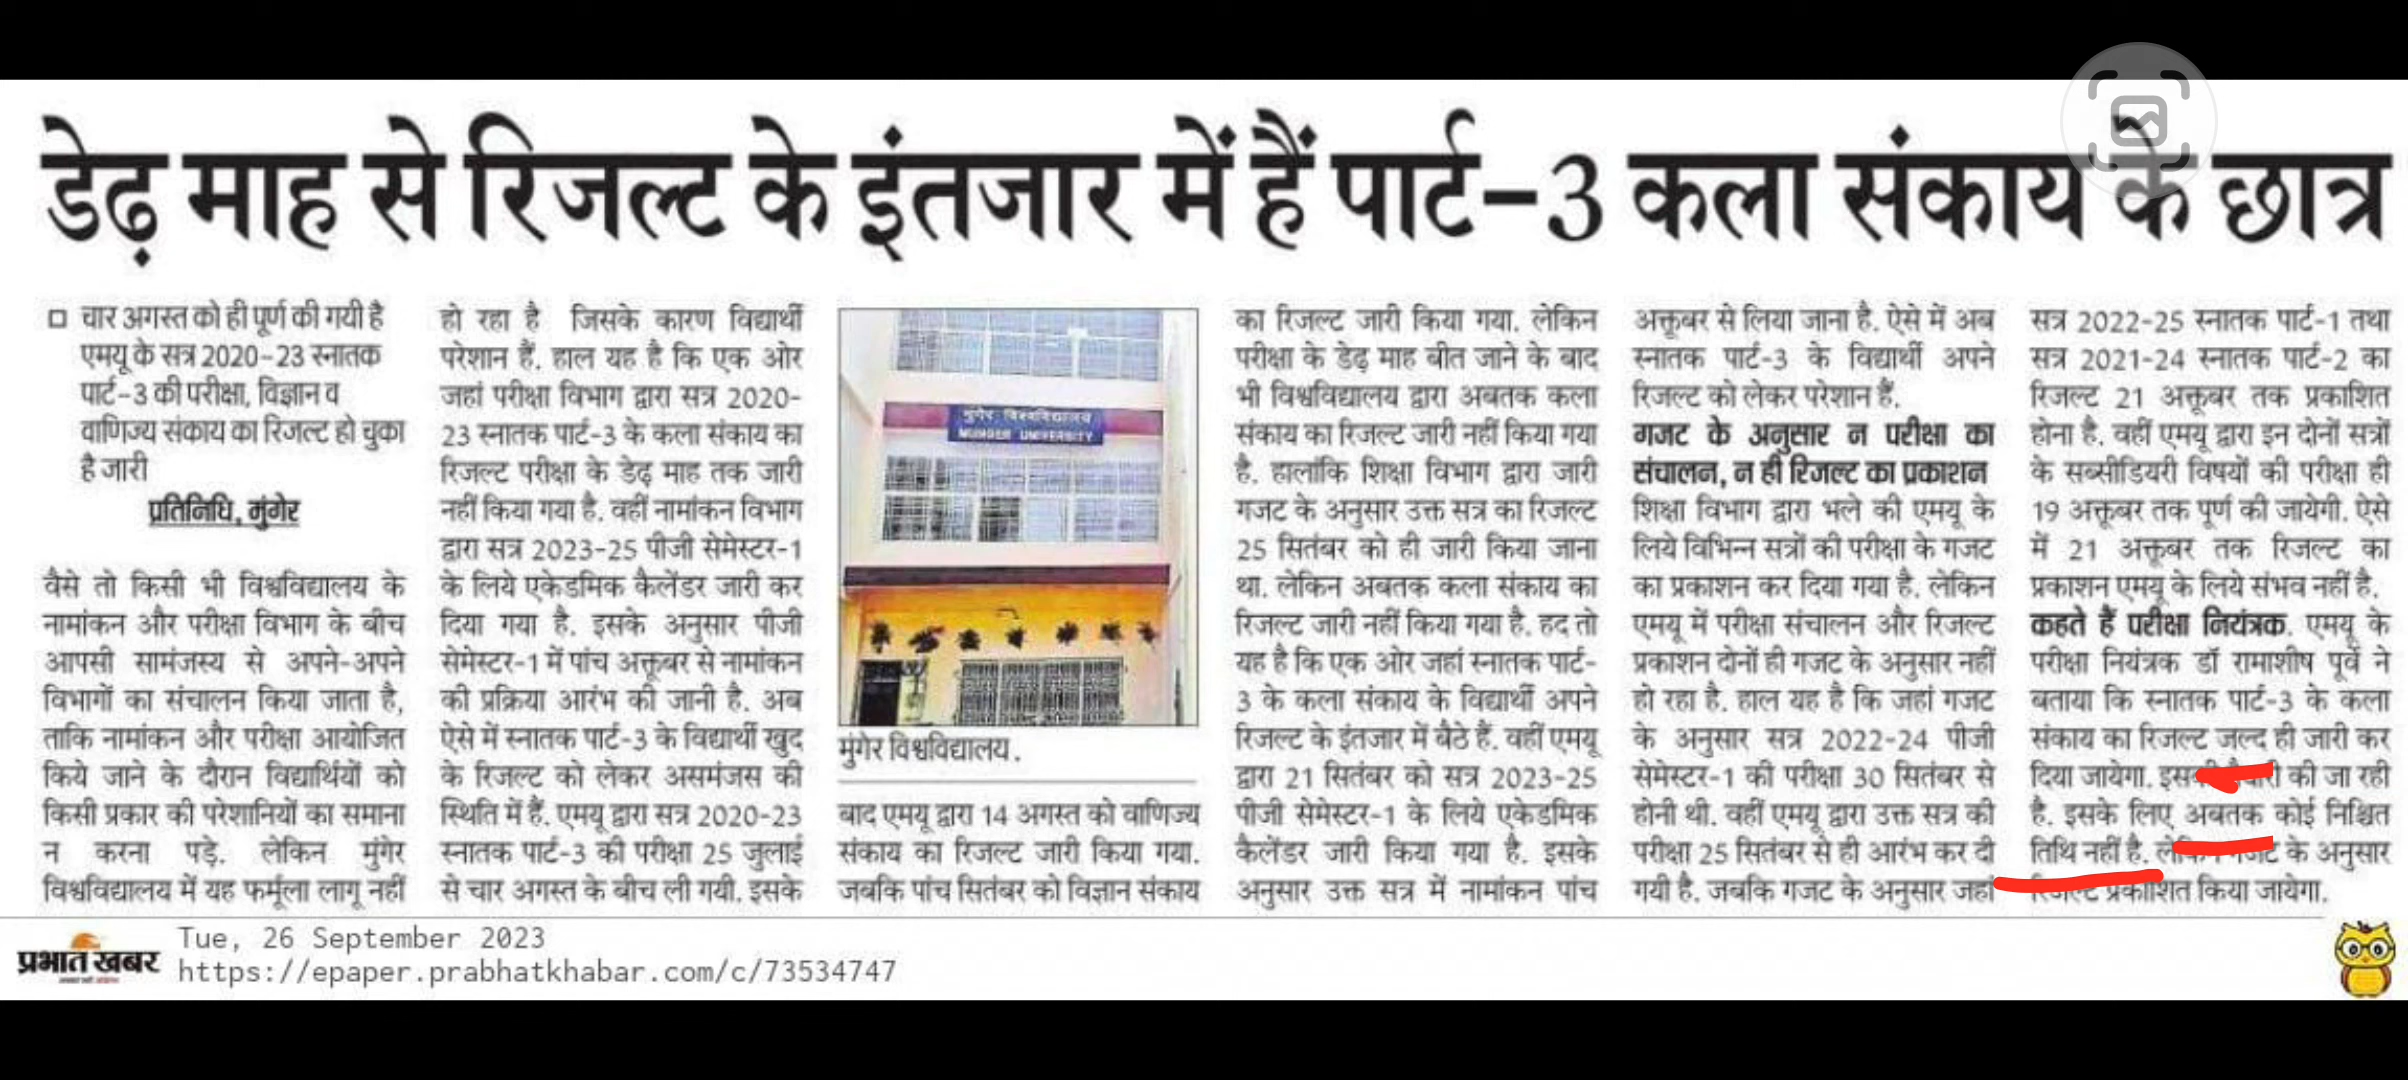 डेढ़ माह से रिजल्ट के इंतजार में हैं पार्ट-3 कला संकाय के छात्र
चार अगस्त को ही पूर्ण की गयी है
एमयू के सत्र 2020-23 स्नातक
पार्ट-3 की परीक्षा, विज्ञान व
वाणिज्य संकाय का रिजल्ट हो चुका
है जारी
प्रतिनिधि, मुंगेर
वैसे तो किसी भी विश्वविद्यालय के
नामांकन और परीक्षा विभाग के बीच
आपसी सामंजस्य से अपने-अपने
विभागों का संचालन किया जाता है,
ताकि नामांकन और परीक्षा आयोजित
किये जाने के दौरान विद्यार्थियों को
किसी प्रकार की परेशानियों का समाना
न करना पड़े. लेकिन मुंगेर
विश्वविद्यालय में यह फर्मूला लागू नहीं
हो रहा है जिसके कारण विद्यार्थी
परेशान हैं. हाल यह है कि एक ओर
जहां परीक्षा विभाग द्वारा सत्र 2020-
23 स्नातक पार्ट-3 के कला संकाय का
रिजल्ट परीक्षा के डेढ़ माह तक जारी
नहीं किया गया है. वहीं नामांकन विभाग
द्वारा सत्र 2023-25 पीजी सेमेस्टर-1
के लिये एकेडमिक कैलेंडर जारी कर
दिया गया है. इसके अनुसार पीजी
सेमेस्टर-1 में पांच अक्तूबर से नामांकन
की प्रक्रिया आरंभ की जानी है. अब
ऐसे में स्नातक पार्ट-3 के विद्यार्थी खुद
के रिजल्ट को लेकर असमंजस की
स्थिति में हैं. एमयू द्वारा सत्र 2020-23
स्नातक पार्ट-3 की परीक्षा 25 जुलाई
से चार अगस्त के बीच ली गयी. इसके
मुंगेर विश्वविद्यालय
MUNGER UNIVERSITY
मुंगेर विश्वविद्यालय.
बाद एमयू द्वारा 14 अगस्त को वाणिज्य
संकाय का रिजल्ट जारी किया गया.
जबकि पांच सितंबर को विज्ञान संकाय
का रिजल्ट जारी किया गया. लेकिन
परीक्षा के डेढ़ माह बीत जाने के बाद
भी विश्वविद्यालय द्वारा अबतक कला
संकाय का रिजल्ट जारी नहीं किया गया
है. हालांकि शिक्षा विभाग द्वारा जारी
गजट के अनुसार उक्त सत्र का रिजल्ट
25 सितंबर को ही जारी किया जाना
था. लेकिन अबतक कला संकाय का
रिजल्ट जारी नहीं किया गया है. हद तो
यह है कि एक ओर जहां स्नातक पार्ट-
3 के कला संकाय के विद्यार्थी अपने
रिजल्ट के इंतजार में बैठे हैं. वहीं एमयू
द्वारा 21 सितंबर को सत्र 2023-25
पीजी सेमेस्टर-1 के लिये एकेडमिक
कैलेंडर जारी किया गया है. इसके
अनुसार उक्त सत्र में नामांकन पांच
अक्तूबर से लिया जाना है. ऐसे में अब
स्नातक पार्ट-3 के विद्यार्थी अपने
रिजल्ट को लेकर परेशान हैं.
गजट के अनुसार न परीक्षा का
संचालन, न ही रिजल्ट का प्रकाशन
शिक्षा विभाग द्वारा भले की एमयू के
लिये विभिन्न सत्रों की परीक्षा के गजट
का प्रकाशन कर दिया गया है. लेकिन
एमयू में परीक्षा संचालन और रिजल्ट
प्रकाशन दोनों ही गजट के अनुसार नहीं
हो रहा है. हाल यह है कि जहां गजट
के अनुसार सत्र 2022-24 पीजी
सेमेस्टर-1 की परीक्षा 30 सितंबर से
होनी थी. वहीं एमयू द्वारा उक्त सत्र की
परीक्षा 25 सितंबर से ही आरंभ कर दी
गयी है. जबकि गजट के अनुसार जहां
सत्र 2022-25 स्नातक पार्ट-1 तथा
सत्र 2021-24 स्नातक पार्ट-2 का
रिजल्ट 21 अक्तूबर तक प्रकाशित
होना है. वहीं एमयू द्वारा इन दोनों सत्रों
के सब्सीडियरी विषयों की परीक्षा ही
19 अक्तूबर तक पूर्ण की जायेगी. ऐसे
में 21 अक्तूबर तक रिजल्ट का
प्रकाशन एमयू के लिये संभव नहीं है.
कहते हैं परीक्षा नियंत्रक. एमयू के
परीक्षा नियंत्रक डॉ रामाशीष पूर्वे ने
बताया कि स्नातक पार्ट-3 के कला
संकाय का रिजल्ट जल्द ही जारी कर
दिया जायेगा. इसकी तैयारी की जा रही
है. इसके लिए अबतक कोई निश्चित
तिथि नहीं है. लेकिन गजट के अनुसार
रिजल्ट प्रकाशित किया जायेगा.
प्रभात खबर
Tue, 26 September 2023
https://epaper.prabhatkhabar.com/c/73534747